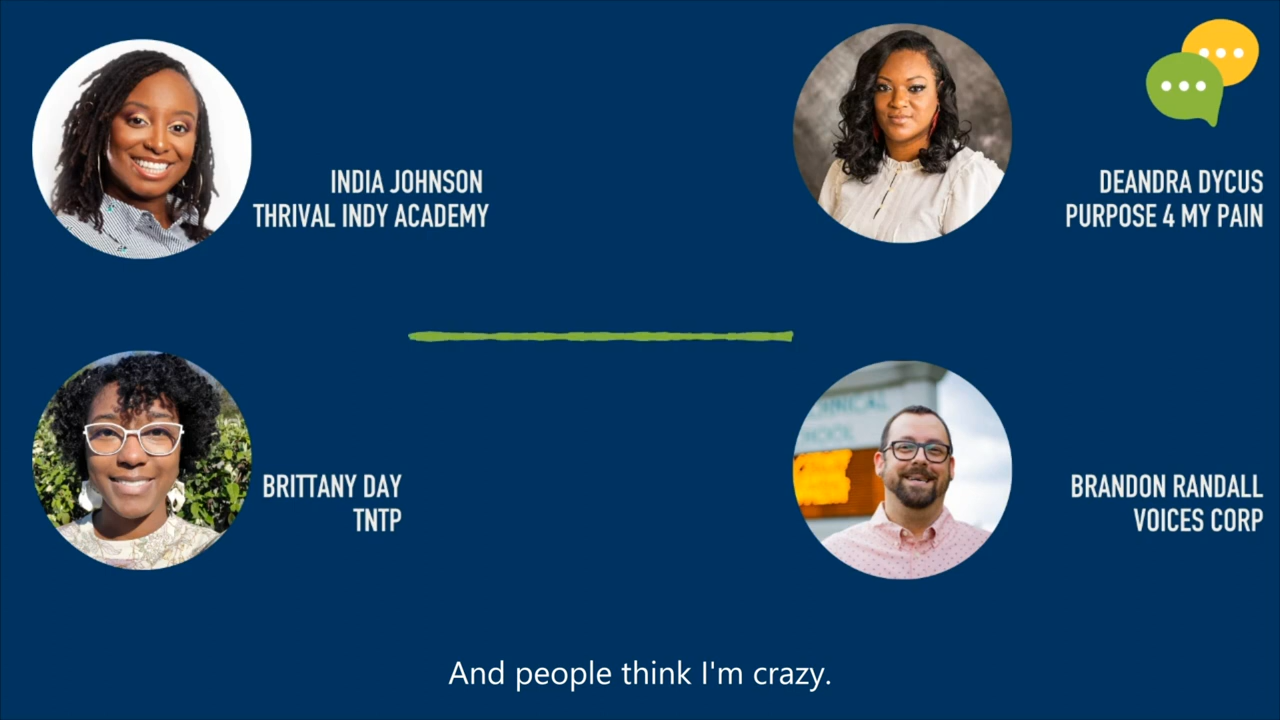 INDIA JOHNSON
THRIVAL INDY ACADEMY
DEANDRA DYCUS
PURPOSE 4 MY PAIN
BRITTANY DAY
TNTP
BRANDON RANDALL
VOICES CORP
And people think I'm crazy.